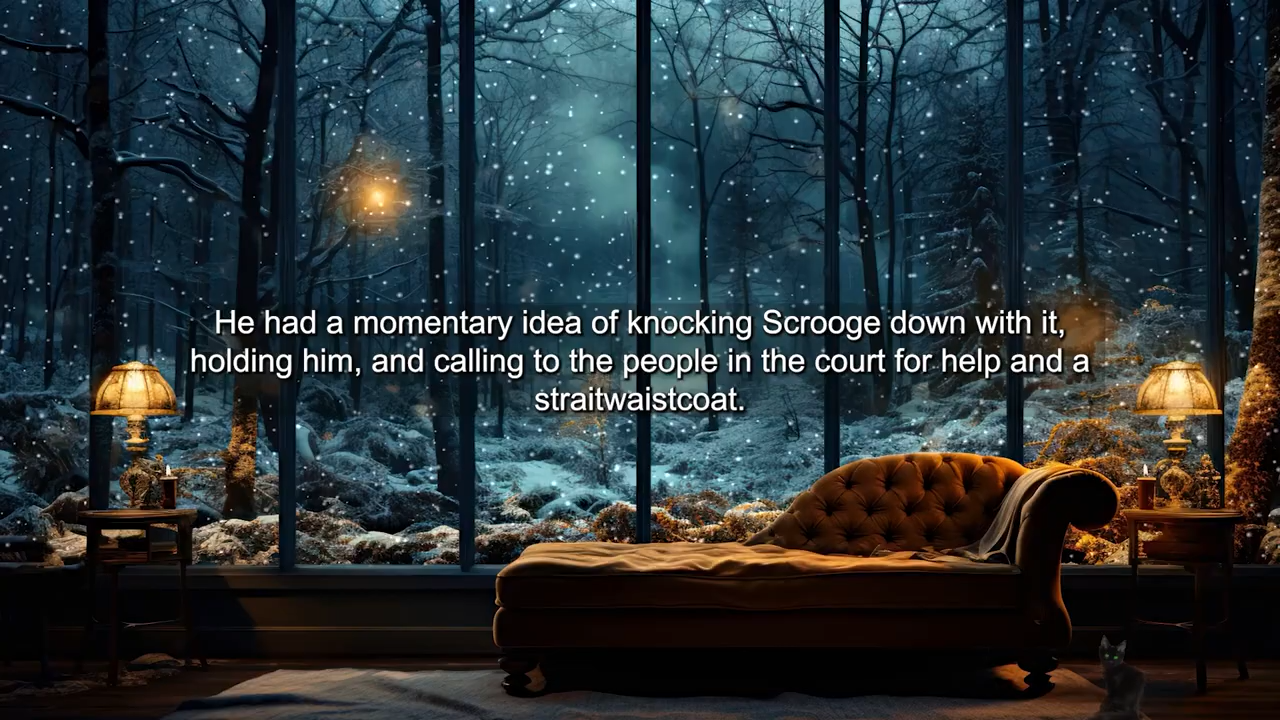 He had a momentary idea of knocking Scrooge down with it,
holding him, and calling to the people in the court for help and a
straitwaistcoat.